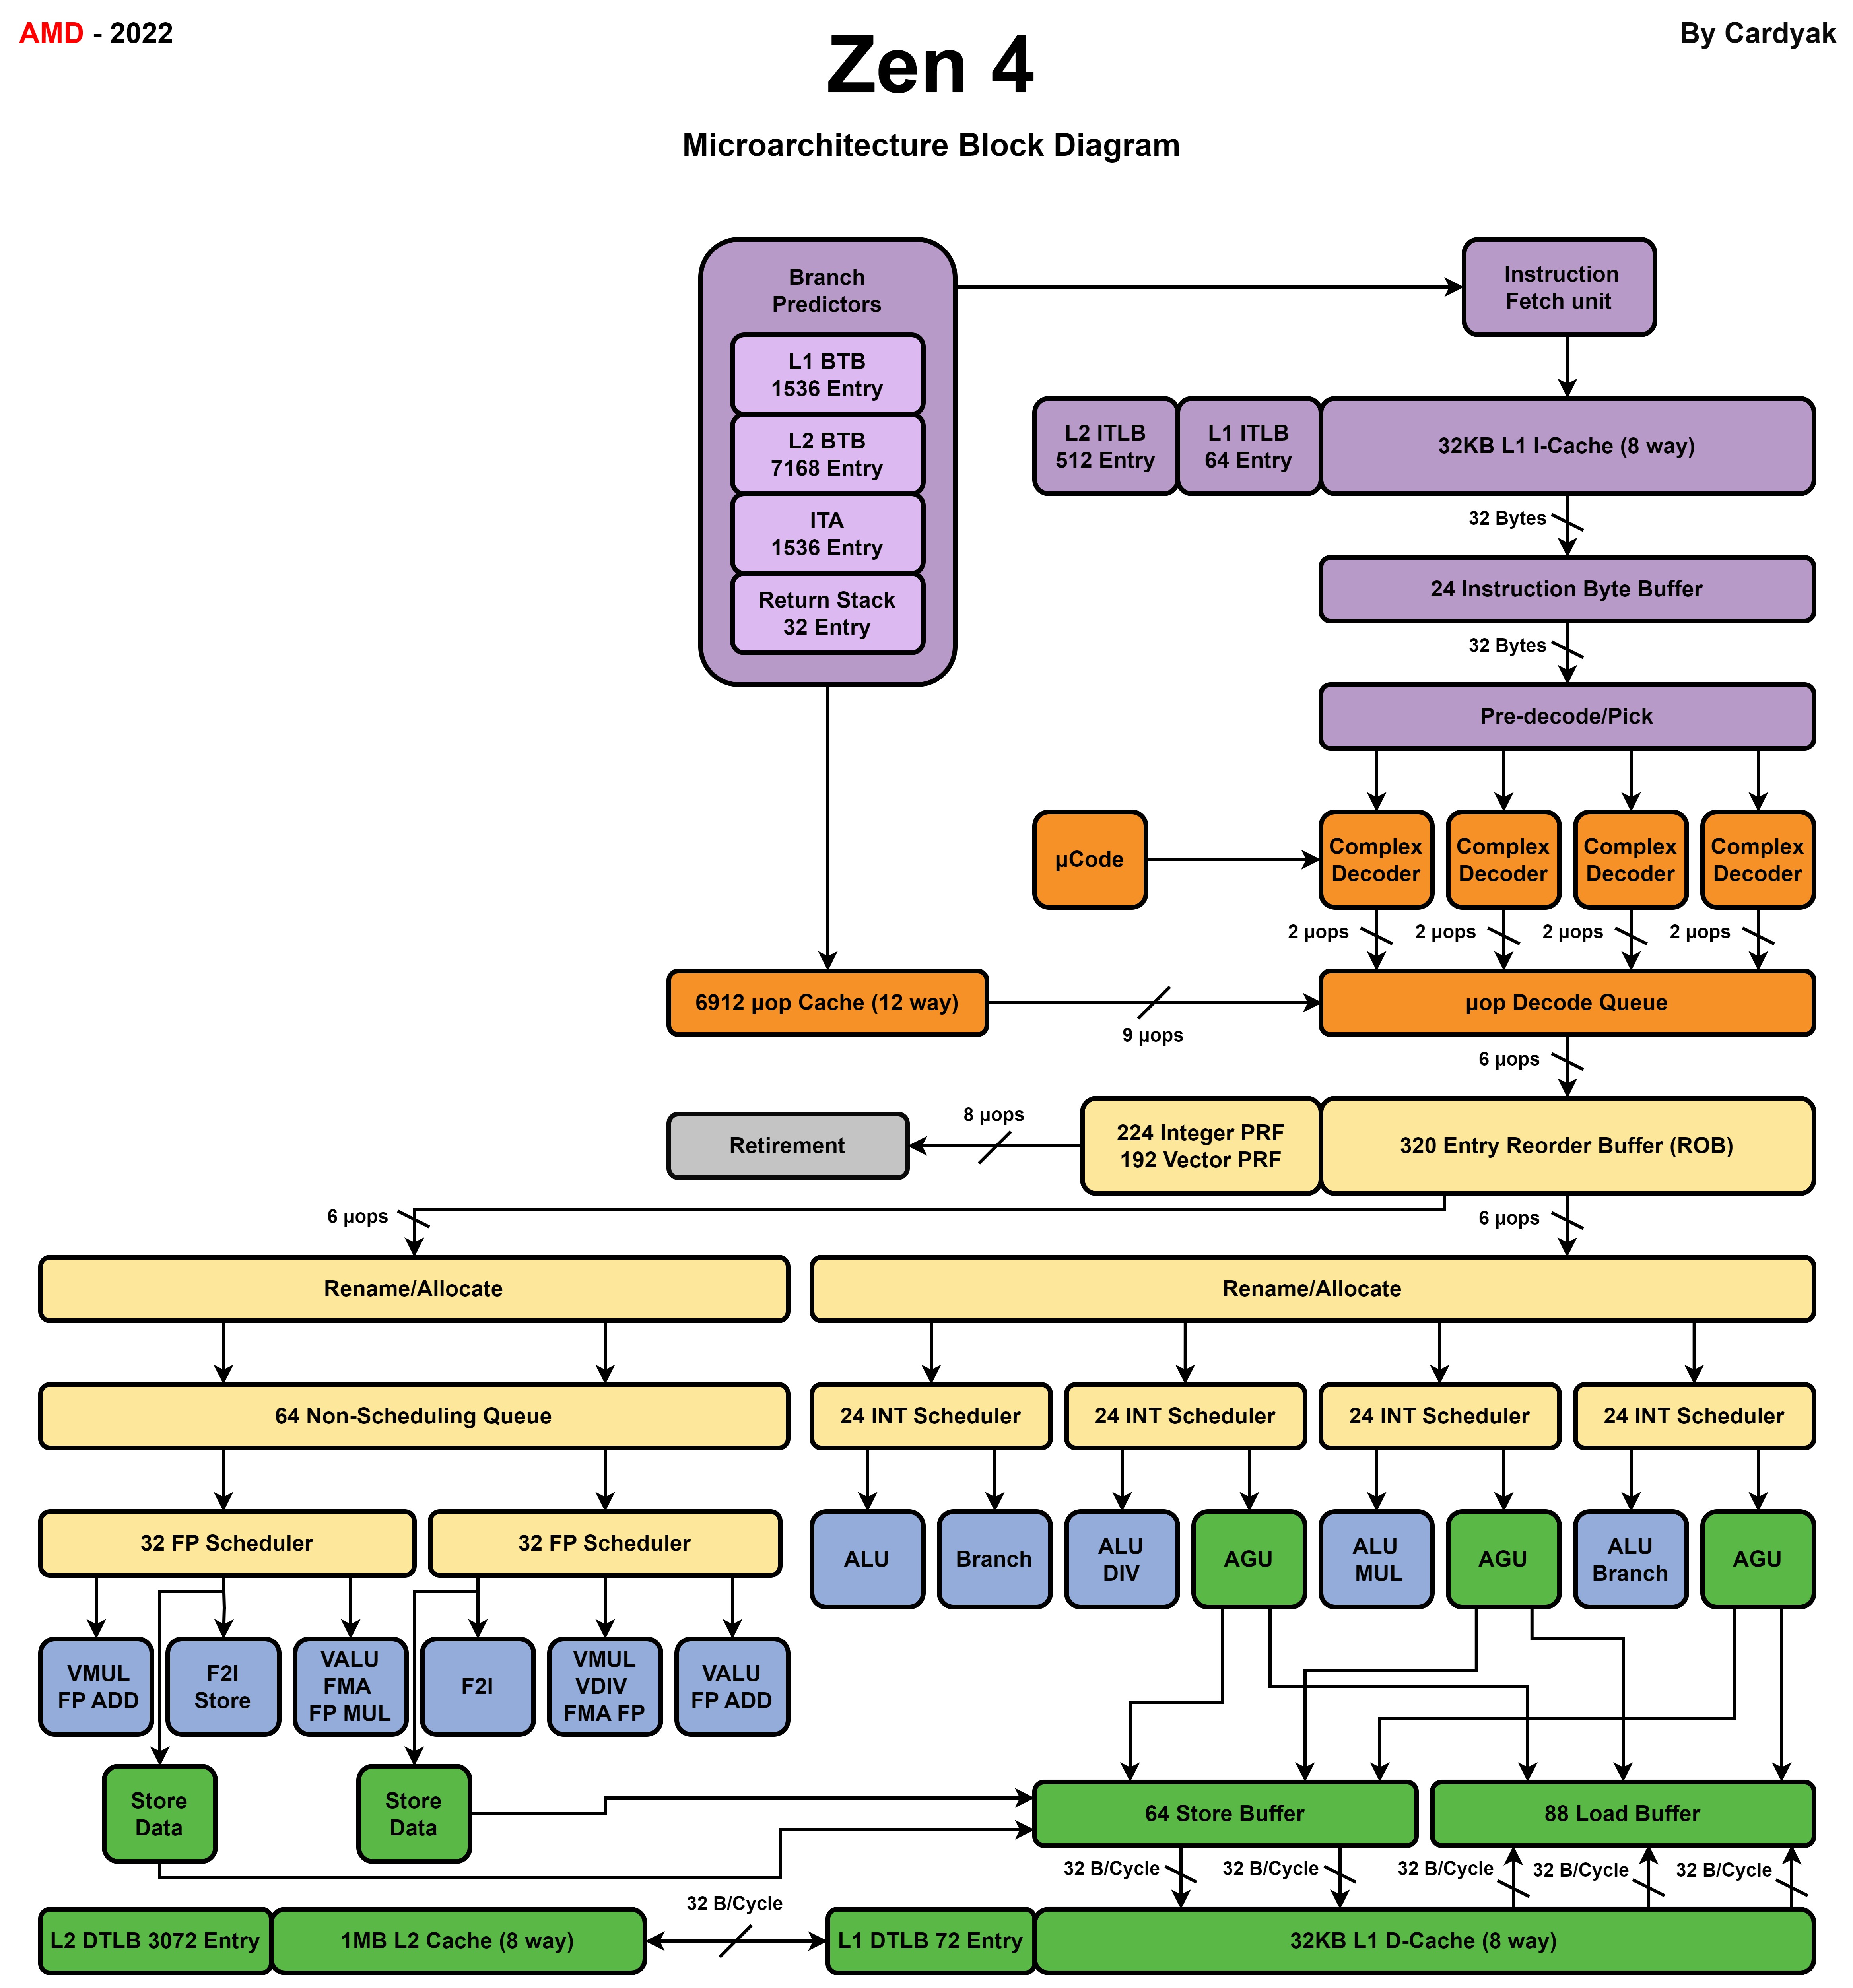 AMD - 2022
By Cardyak
Zen 4
Microarchitecture Block Diagram
Branch
Predictors
L1 BTB
1536 Entry
L2 BTB
7168 Entry
ITA
1536 Entry
Return Stack
32 Entry
Instruction
Fetch unit
L2 ITLB
512 Entry
L1 ITLB
64 Entry
32KB L1 I-Cache (8 way)
32 Bytes
24 Instruction Byte Buffer
32 Bytes
Pre-decode/Pick
µCode
Complex
Decoder
Complex
Decoder
Complex
Decoder
Complex
Decoder
2 µops
2 µops
2 µops
2 µops
6912 µop Cache (12 way)
9 µops
µop Decode Queue
6 µops
Retirement
8 µops
224 Integer PRF
192 Vector PRF
320 Entry Reorder Buffer (ROB)
6 µops
6 µops
Rename/Allocate
Rename/Allocate
64 Non-Scheduling Queue
24 INT Scheduler
24 INT Scheduler
24 INT Scheduler
24 INT Scheduler
32 FP Scheduler
32 FP Scheduler
ALU
Branch
ALU
DIV
AGU
ALU
MUL
AGU
ALU
Branch
AGU
VMUL
FP ADD
F2I
Store
VALU
FMA
FP MUL
F2I
VMUL
VDIV
FMA FP
VALU
FP ADD
Store
Data
Store
Data
64 Store Buffer
88 Load Buffer
32 B/Cycle
32 B/Cycle
32 B/Cycle
32 B/Cycle
32 B/Cycle
32 B/Cycle
L2 DTLB 3072 Entry
1MB L2 Cache (8 way)
L1 DTLB 72 Entry
32KB L1 D-Cache (8 way)